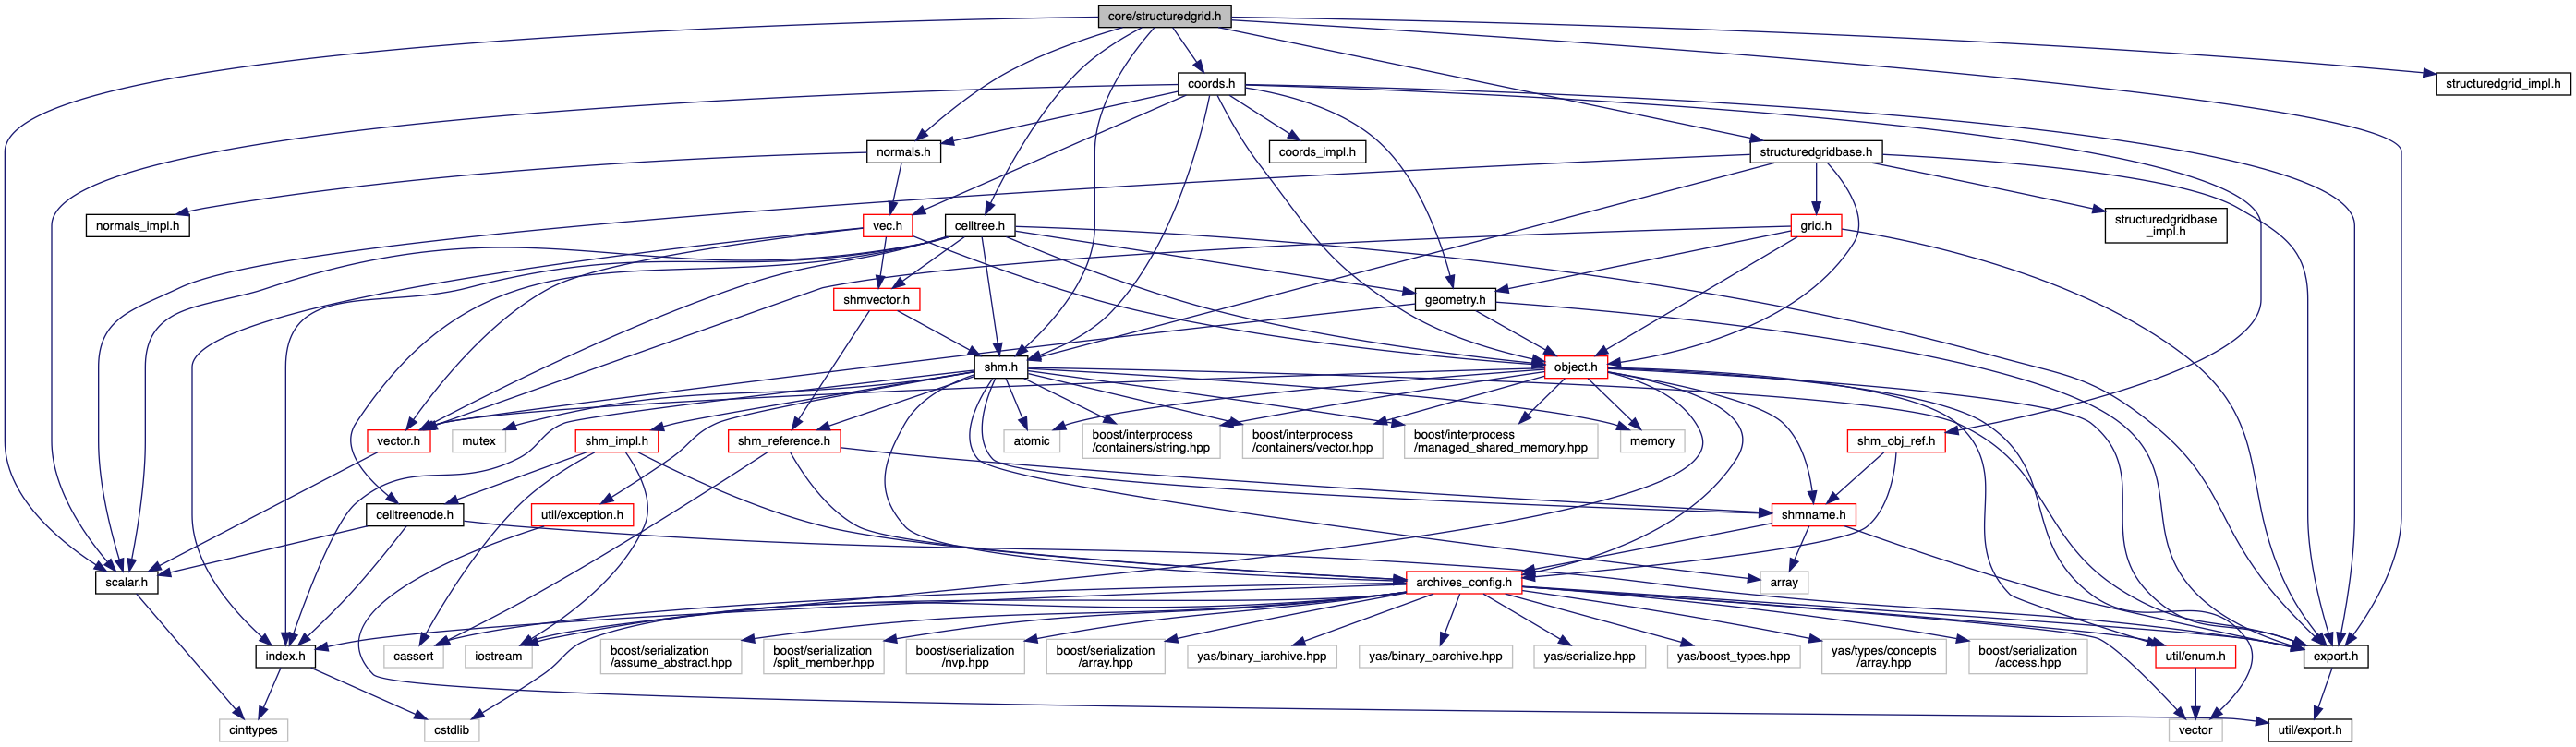 core/structuredgrid.h
coords.h
structuredgrid_impl.h
normals.h
coords_impl.h
structuredgridbase.h
normals_impl.h
vec.h
celltree.h
grid.h
structuredgridbase
_impl.h
shmvector.h
geometry.h
shm.h
object.h
vector.h
mutex
shm_impl.h
shm_reference.h
atomic
boost/interprocess
/containers/string.hpp
boost/interprocess
/containers/vector.hpp
boost/interprocess
/managed_shared_memory.hpp
memory
shm_obj_ref.h
celltreenode.h
util/exception.h
shmname.h
scalar.h
archives_config.h
array
index.h
cassert
iostream
boost/serialization
/assume_abstract.hpp
boost/serialization
/split_member.hpp
boost/serialization
/nvp.hpp
boost/serialization
/array.hpp
yas/binary_iarchive.hpp
yas/binary_oarchive.hpp
yas/serialize.hpp
yas/boost_types.hpp
yas/types/concepts
/array.hpp
boost/serialization
/access.hpp
util/enum.h
export.h
cinttypes
cstdlib
vector
util/export.h